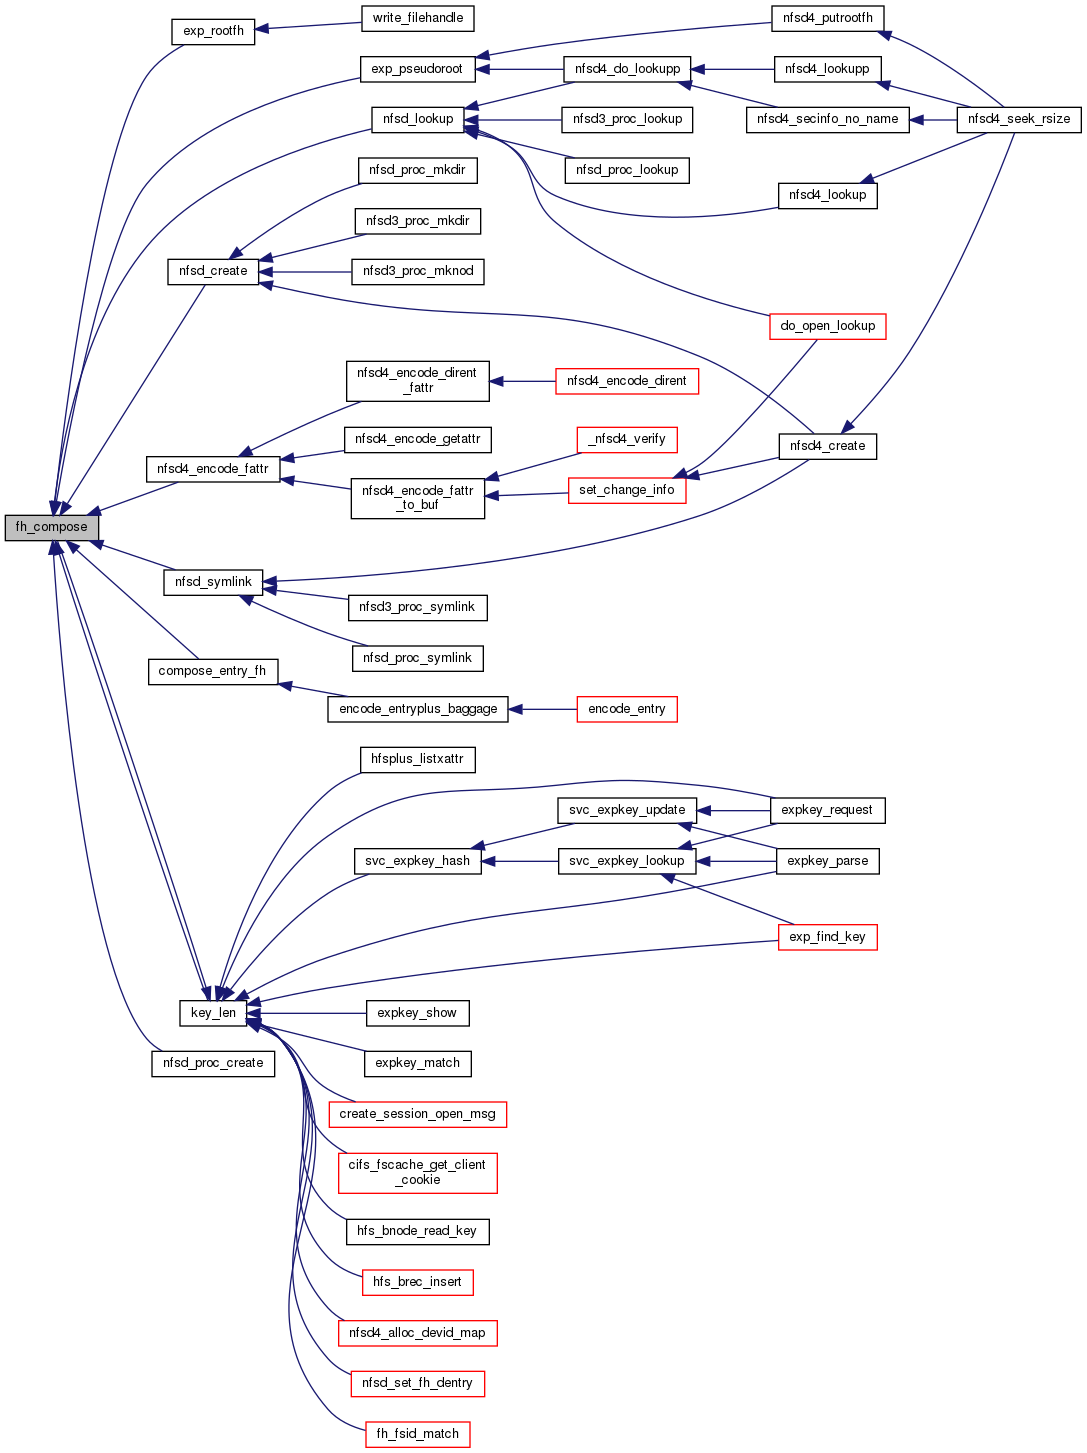 write_filehandle
nfsd4_putrootfh
exp_rootfh
exp_pseudoroot
nfsd4_do_lookupp
nfsd4_lookupp
nfsd_lookup
nfsd3_proc_lookup
nfsd4_secinfo_no_name
nfsd4_seek_rsize
nfsd_proc_mkdir
nfsd_proc_lookup
nfsd4_lookup
nfsd3_proc_mkdir
nfsd_create
nfsd3_proc_mknod
do_open_lookup
nfsd4_encode_dirent
_fattr
nfsd4_encode_dirent
nfsd4_encode_getattr
_nfsd4_verify
nfsd4_create
nfsd4_encode_fattr
nfsd4_encode_fattr
_to_buf
set_change_info
fh_compose
nfsd_symlink
nfsd3_proc_symlink
nfsd_proc_symlink
compose_entry_fh
encode_entryplus_baggage
encode_entry
hfsplus_listxattr
svc_expkey_update
expkey_request
svc_expkey_hash
svc_expkey_lookup
expkey_parse
exp_find_key
key_len
expkey_show
nfsd_proc_create
expkey_match
create_session_open_msg
cifs_fscache_get_client
_cookie
hfs_bnode_read_key
hfs_brec_insert
nfsd4_alloc_devid_map
nfsd_set_fh_dentry
fh_fsid_match